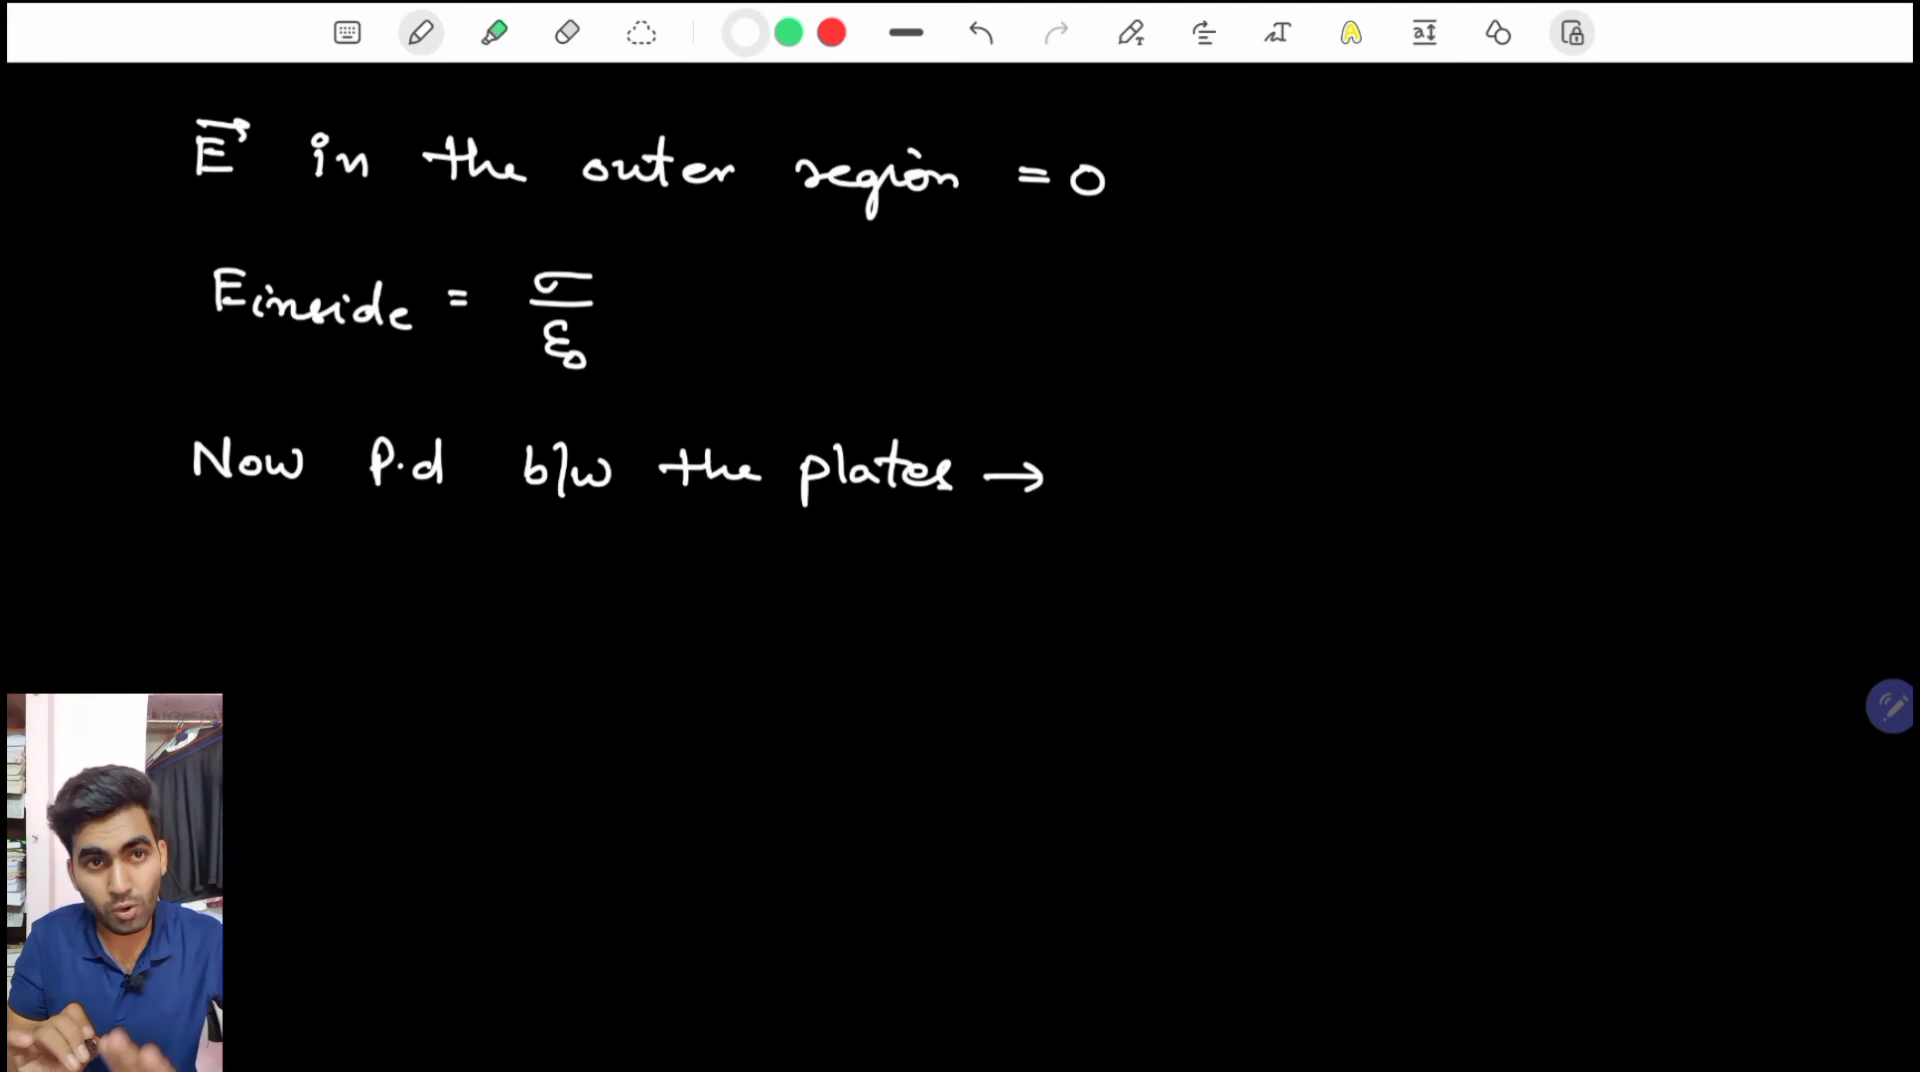 E⃗ in the outer region = 0
Einside = σ/ε₀
Now P.d b/w the plates →